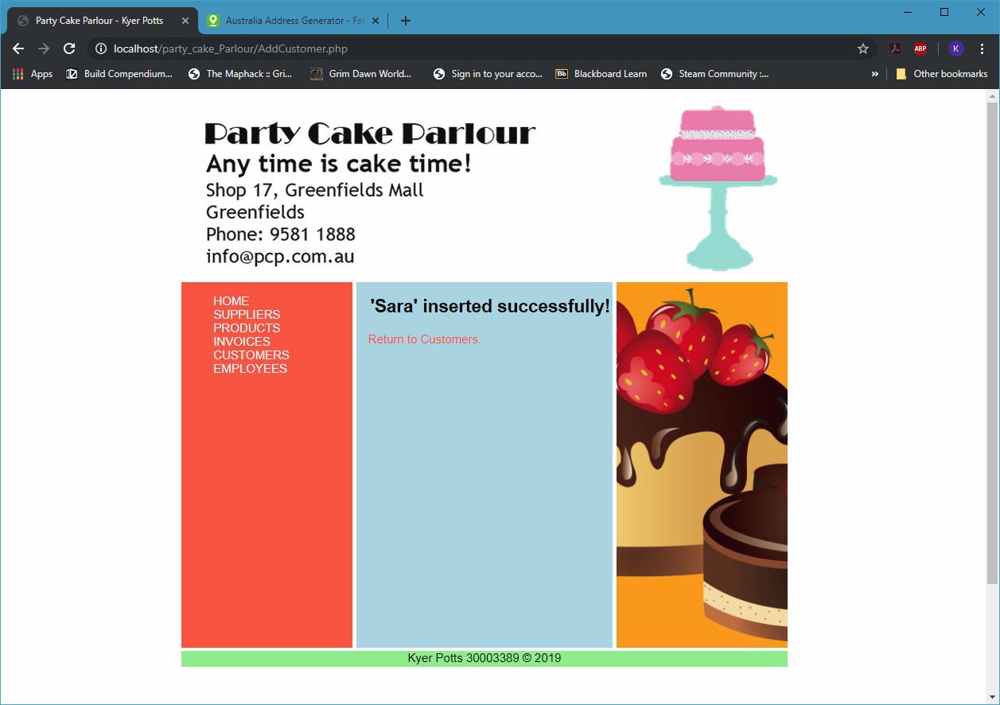 Party Cake Parlour - Kyer Potts
Australia Address Generator - Fa
localhost/party_cake_Parlour/AddCustomer.php
ABP
K
Apps
Build Compendium...
The Maphack :: Gri...
Grim Dawn World...
Sign in to your acco...
Bb
Blackboard Learn
Steam Community :...
»
Other bookmarks
Party Cake Parlour
Any time is cake time!
Shop 17, Greenfields Mall
Greenfields
Phone: 9581 1888
info@pcp.com.au
HOME
SUPPLIERS
PRODUCTS
INVOICES
CUSTOMERS
EMPLOYEES
'Sara' inserted successfully!
Return to Customers.
Kyer Potts 30003389 © 2019